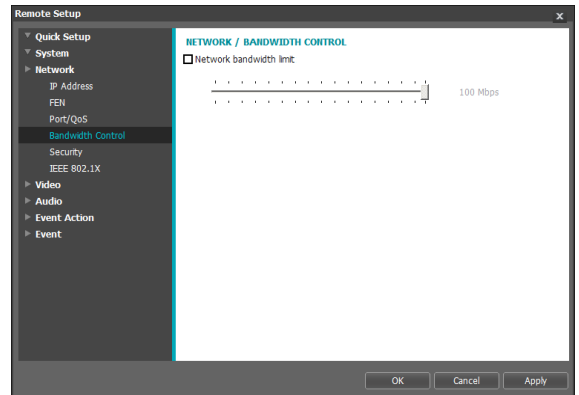 Remote Setup
x
Quick Setup
System
Network
IP Address
FEN
Port/QoS
Bandwidth Control
Security
IEEE 802.1X
Video
Audio
Event Action
Event
NETWORK / BANDWIDTH CONTROL
Network bandwidth limit
100 Mbps
OK
Cancel
Apply